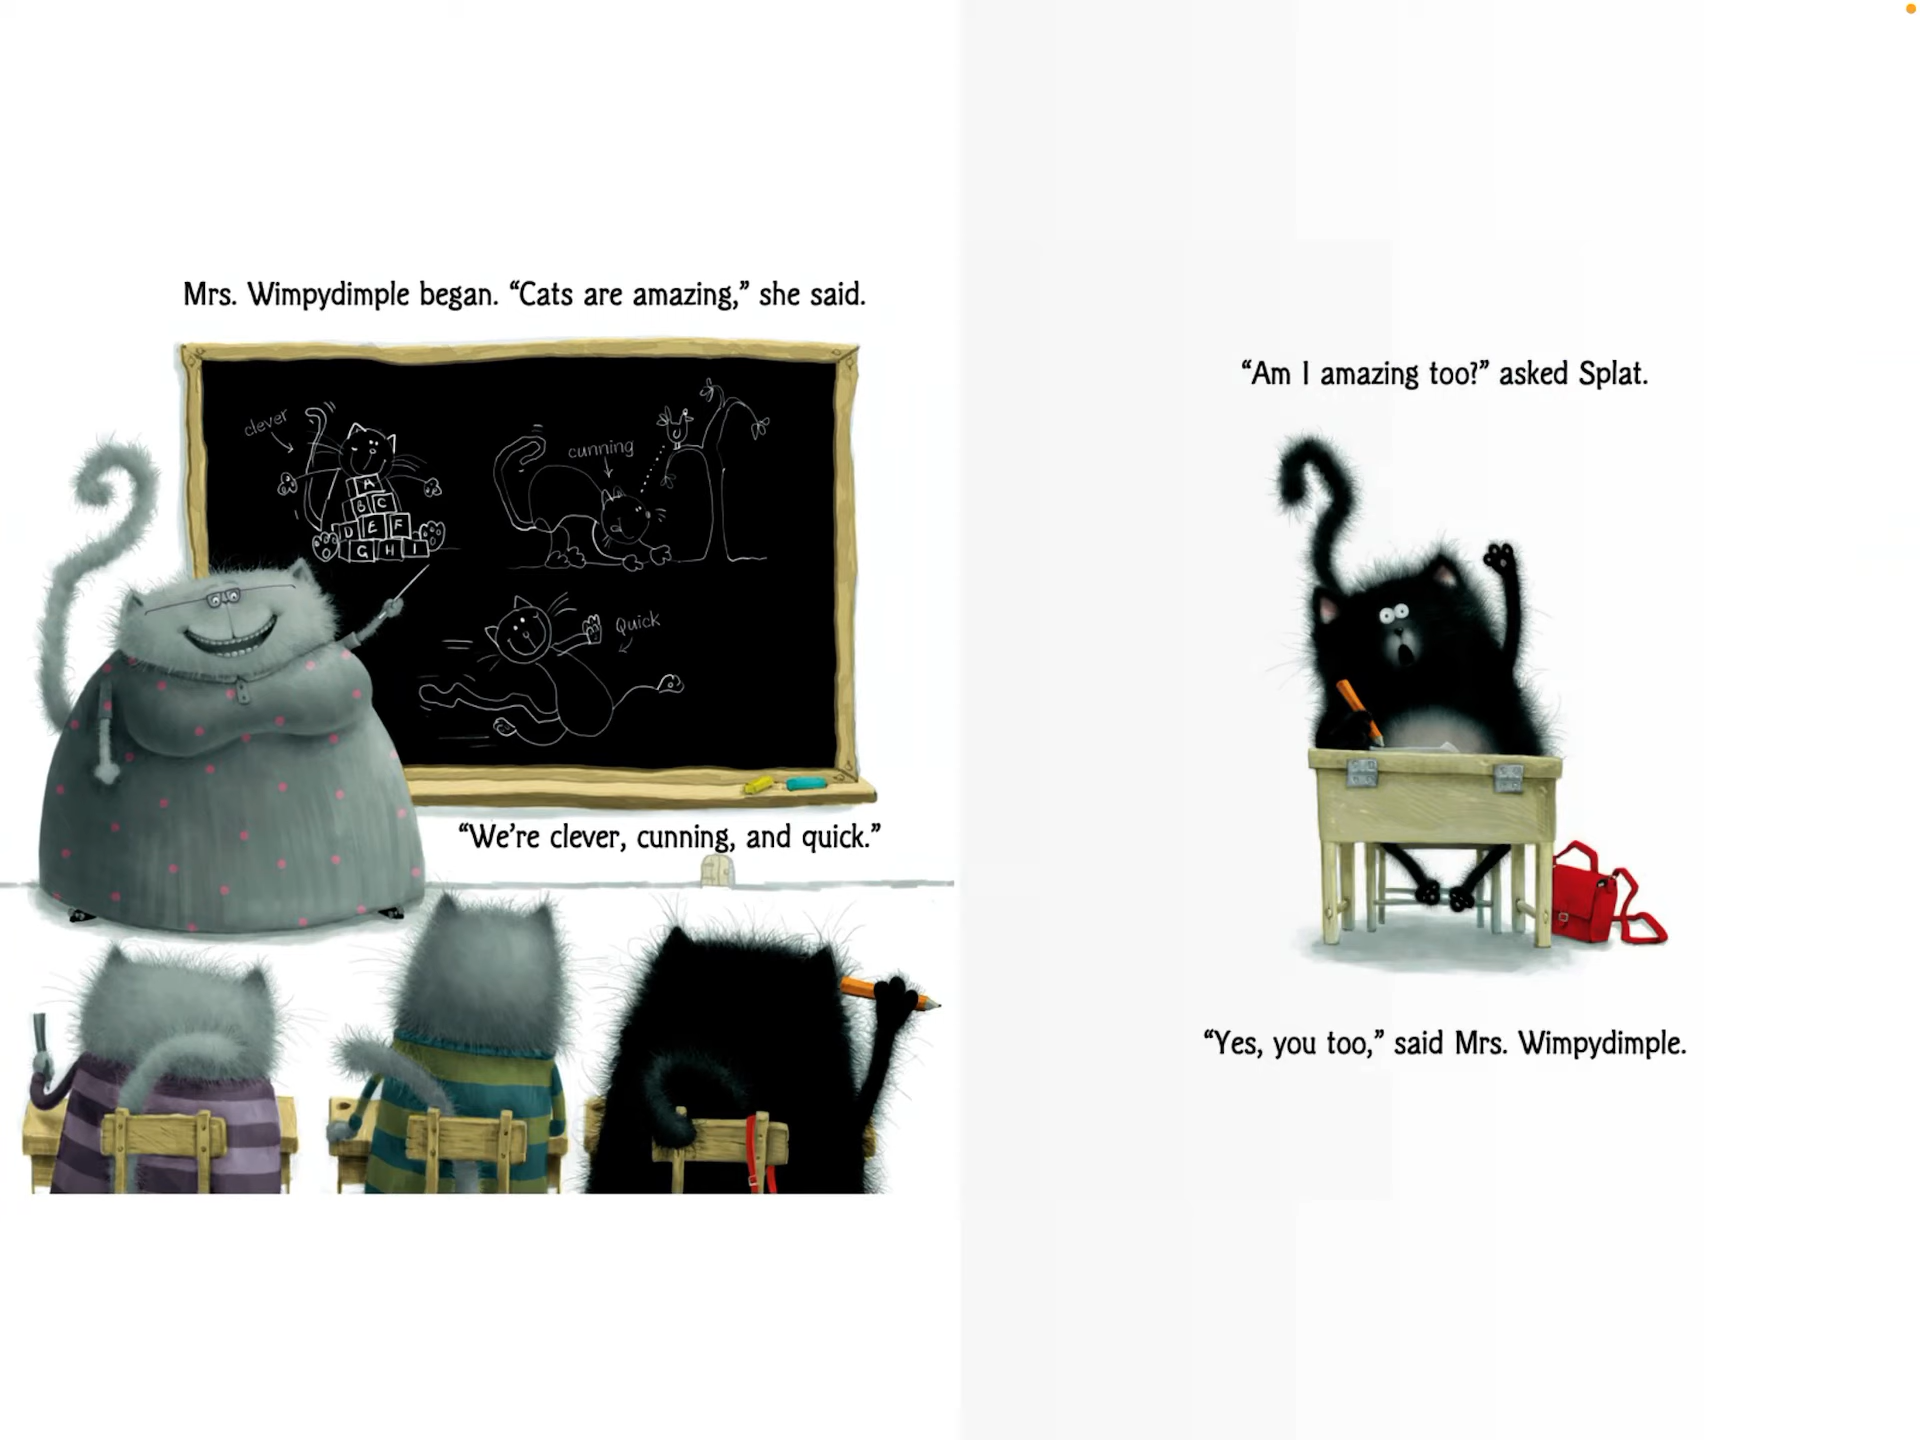 Mrs. Wimpydimple began. “Cats are amazing,” she said.
clever
cunning
A
B C
D E F
G H I
Quick
“We’re clever, cunning, and quick.”
“Am I amazing too?” asked Splat.
“Yes, you too,” said Mrs. Wimpydimple.